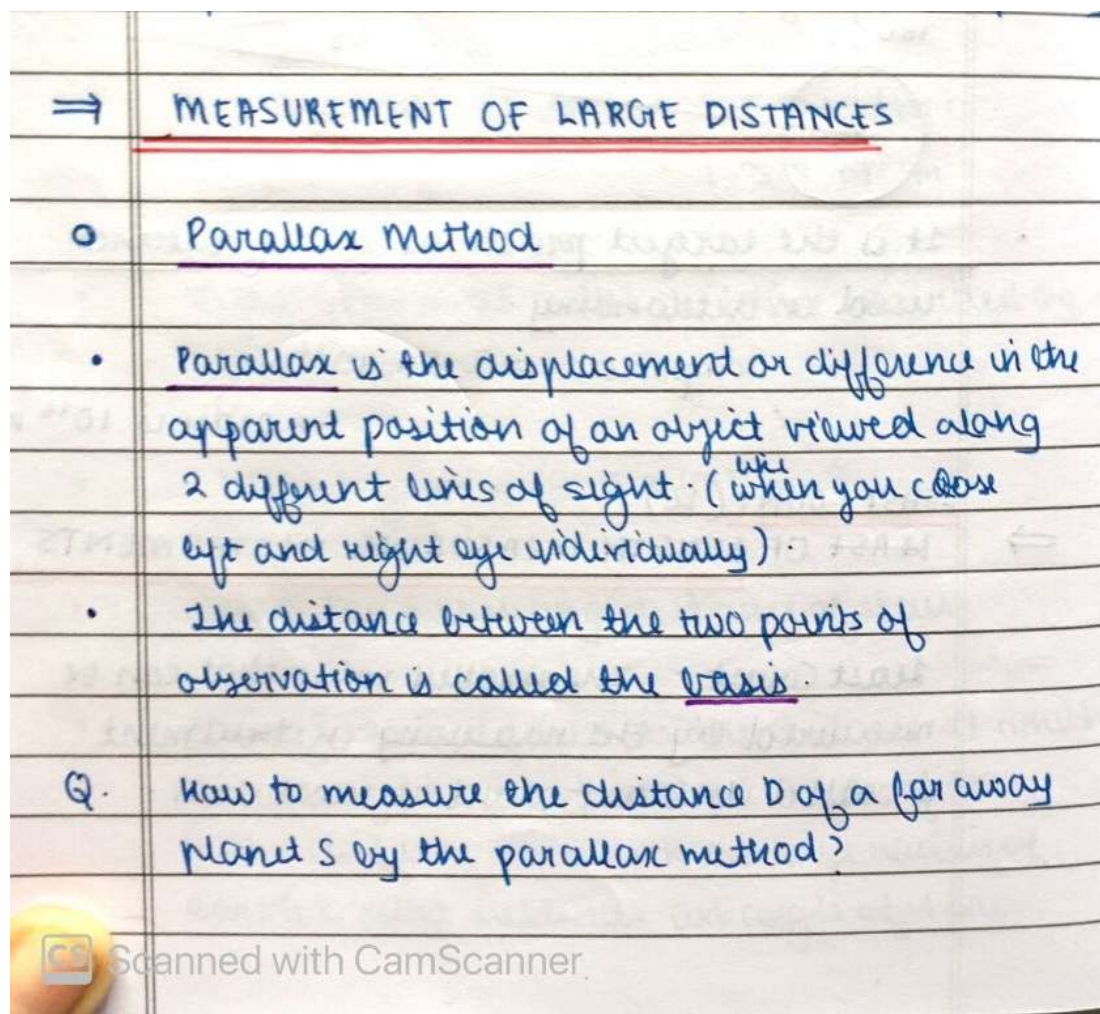 ⇒ MEASUREMENT OF LARGE DISTANCES
o Parallax Method
• Parallax is the displacement or difference in the
apparent position of an object viewed along
2 different lines of sight. (like when you close
left and right eye individually).
• The distance between the two points of
observation is called the basis.
Q. How to measure the distance D of a far away
planet S by the parallax method?
CS Scanned with CamScanner